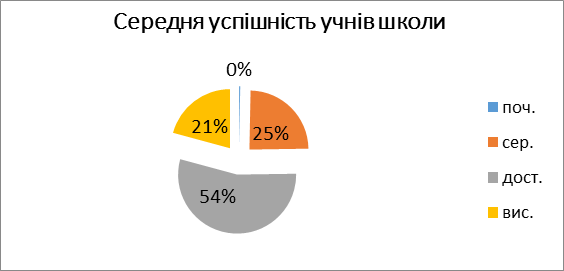 Середня успішність учнів школи
0%
21%
25%
54%
поч.
сер.
дост.
вис.